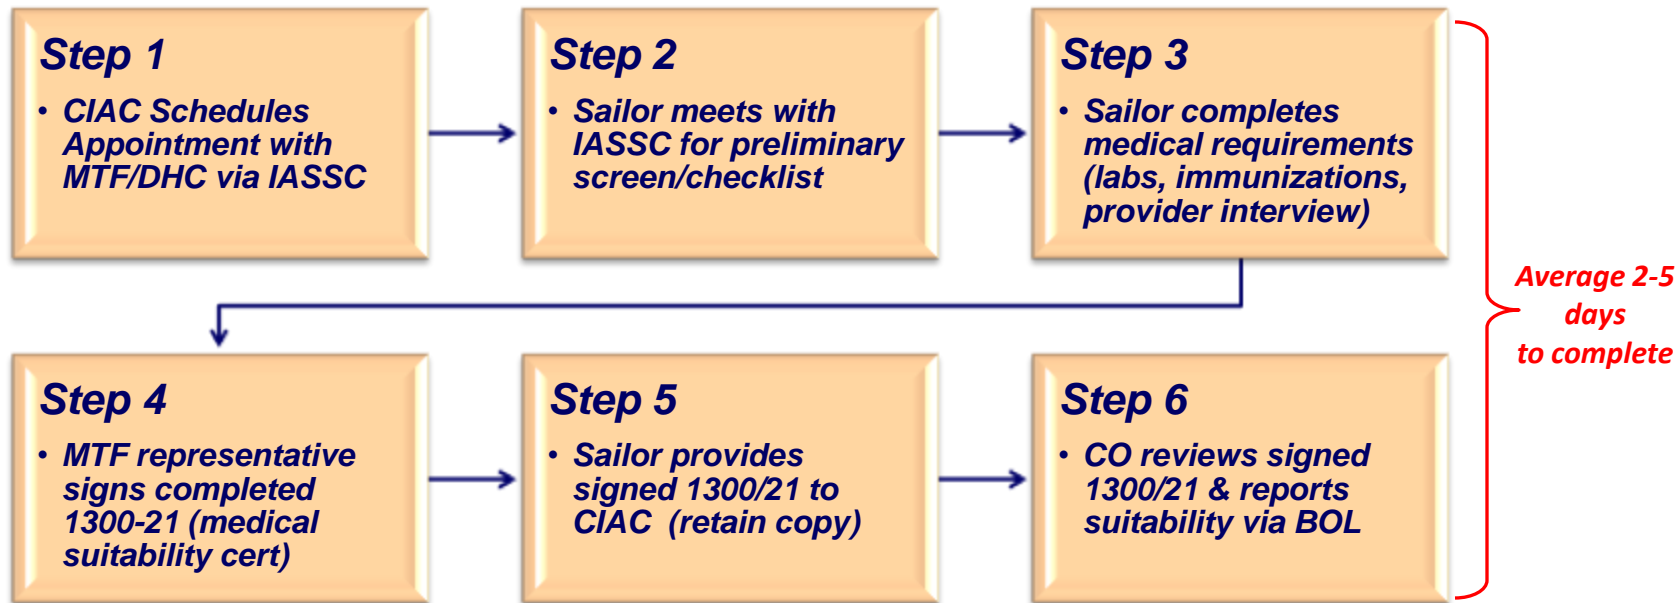 Step 1
• CIAC Schedules
Appointment with
MTF/DHC via IASSC
Step 2
• Sailor meets with
IASSC for preliminary
screen/checklist
Step 3
• Sailor completes
medical requirements
(labs, immunizations,
provider interview)
Step 4
• MTF representative
signs completed
1300-21 (medical
suitability cert)
Step 5
• Sailor provides
signed 1300/21 to
CIAC (retain copy)
Step 6
• CO reviews signed
1300/21 & reports
suitability via BOL
Average 2-5
days
to complete